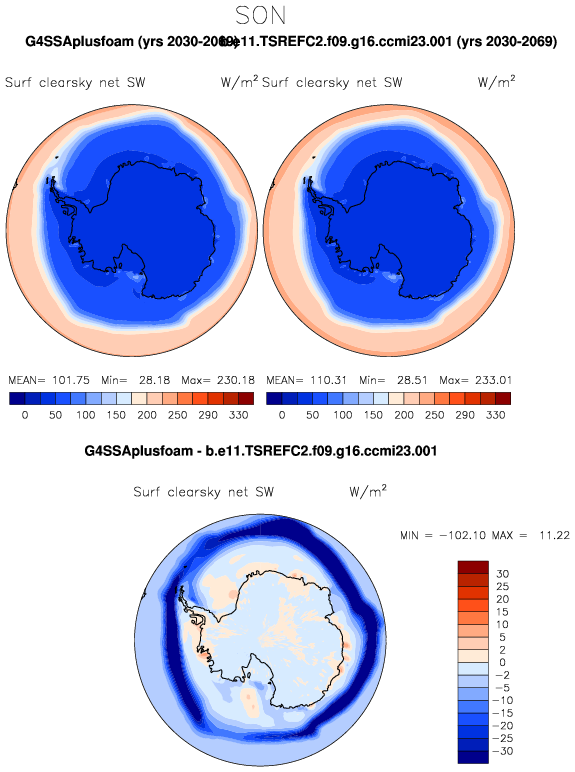 SON
G4SSAplusfoam (yrs 2030-2069) b.e11.TSREFC2.f09.g16.ccmi23.001 (yrs 2030-2069)
Surf clearsky net SW W/m² Surf clearsky net SW W/m²
MEAN= 101.75 Min= 28.18 Max= 230.18 MEAN= 110.31 Min= 28.51 Max= 233.01
0 50 100 150 200 250 290 330 0 50 100 150 200 250 290 330
G4SSAplusfoam - b.e11.TSREFC2.f09.g16.ccmi23.001
Surf clearsky net SW W/m²
MIN = -102.10 MAX = 11.22
30
25
20
15
10
5
2
0
-2
-5
-10
-15
-20
-25
-30